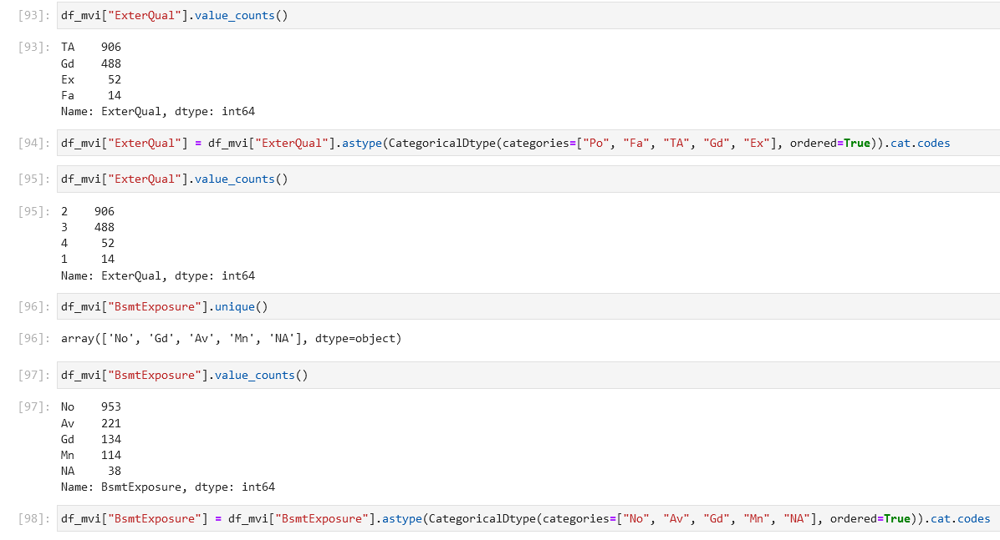 [93]: df_mvi["ExterQual"].value_counts()
[93]: TA    906
Gd    488
Ex     52
Fa     14
Name: ExterQual, dtype: int64
[94]: df_mvi["ExterQual"] = df_mvi["ExterQual"].astype(CategoricalDtype(categories=["Po", "Fa", "TA", "Gd", "Ex"], ordered=True)).cat.codes
[95]: df_mvi["ExterQual"].value_counts()
[95]: 2    906
3    488
4     52
1     14
Name: ExterQual, dtype: int64
[96]: df_mvi["BsmtExposure"].unique()
[96]: array(['No', 'Gd', 'Av', 'Mn', 'NA'], dtype=object)
[97]: df_mvi["BsmtExposure"].value_counts()
[97]: No    953
Av    221
Gd    134
Mn    114
NA     38
Name: BsmtExposure, dtype: int64
[98]: df_mvi["BsmtExposure"] = df_mvi["BsmtExposure"].astype(CategoricalDtype(categories=["No", "Av", "Gd", "Mn", "NA"], ordered=True)).cat.codes